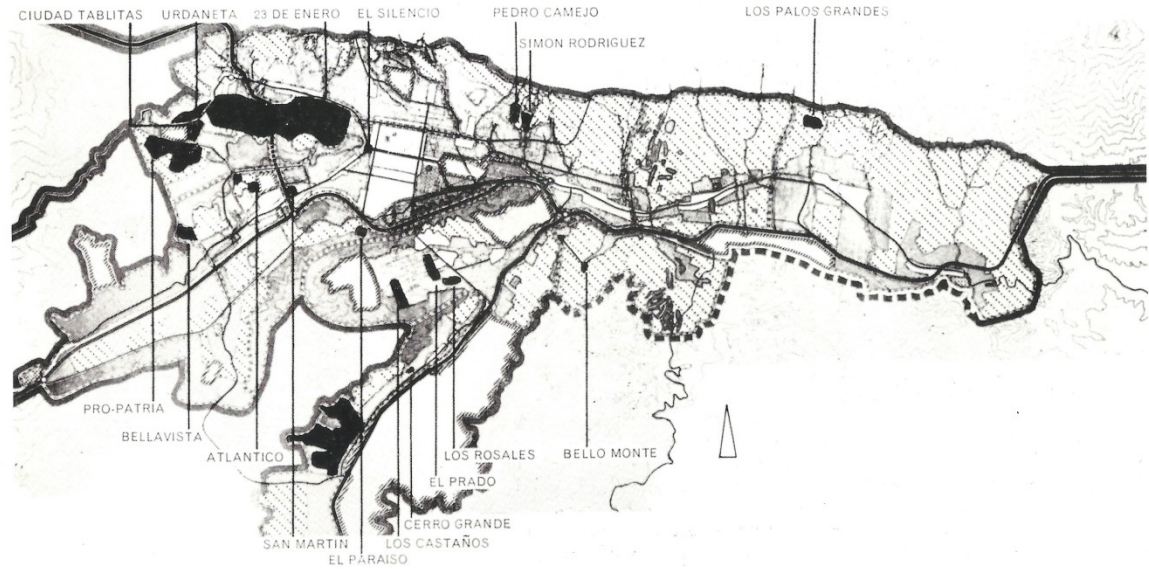 CIUDAD TABLITAS
URDANETA
23 DE ENERO
EL SILENCIO
PEDRO CAMEJO
SIMON RODRIGUEZ
LOS PALOS GRANDES
PRO-PATRIA
BELLAVISTA
ATLANTICO
SAN MARTIN
EL PARAISO
LOS CASTAÑOS
CERRO GRANDE
EL PRADO
LOS ROSALES
BELLO MONTE